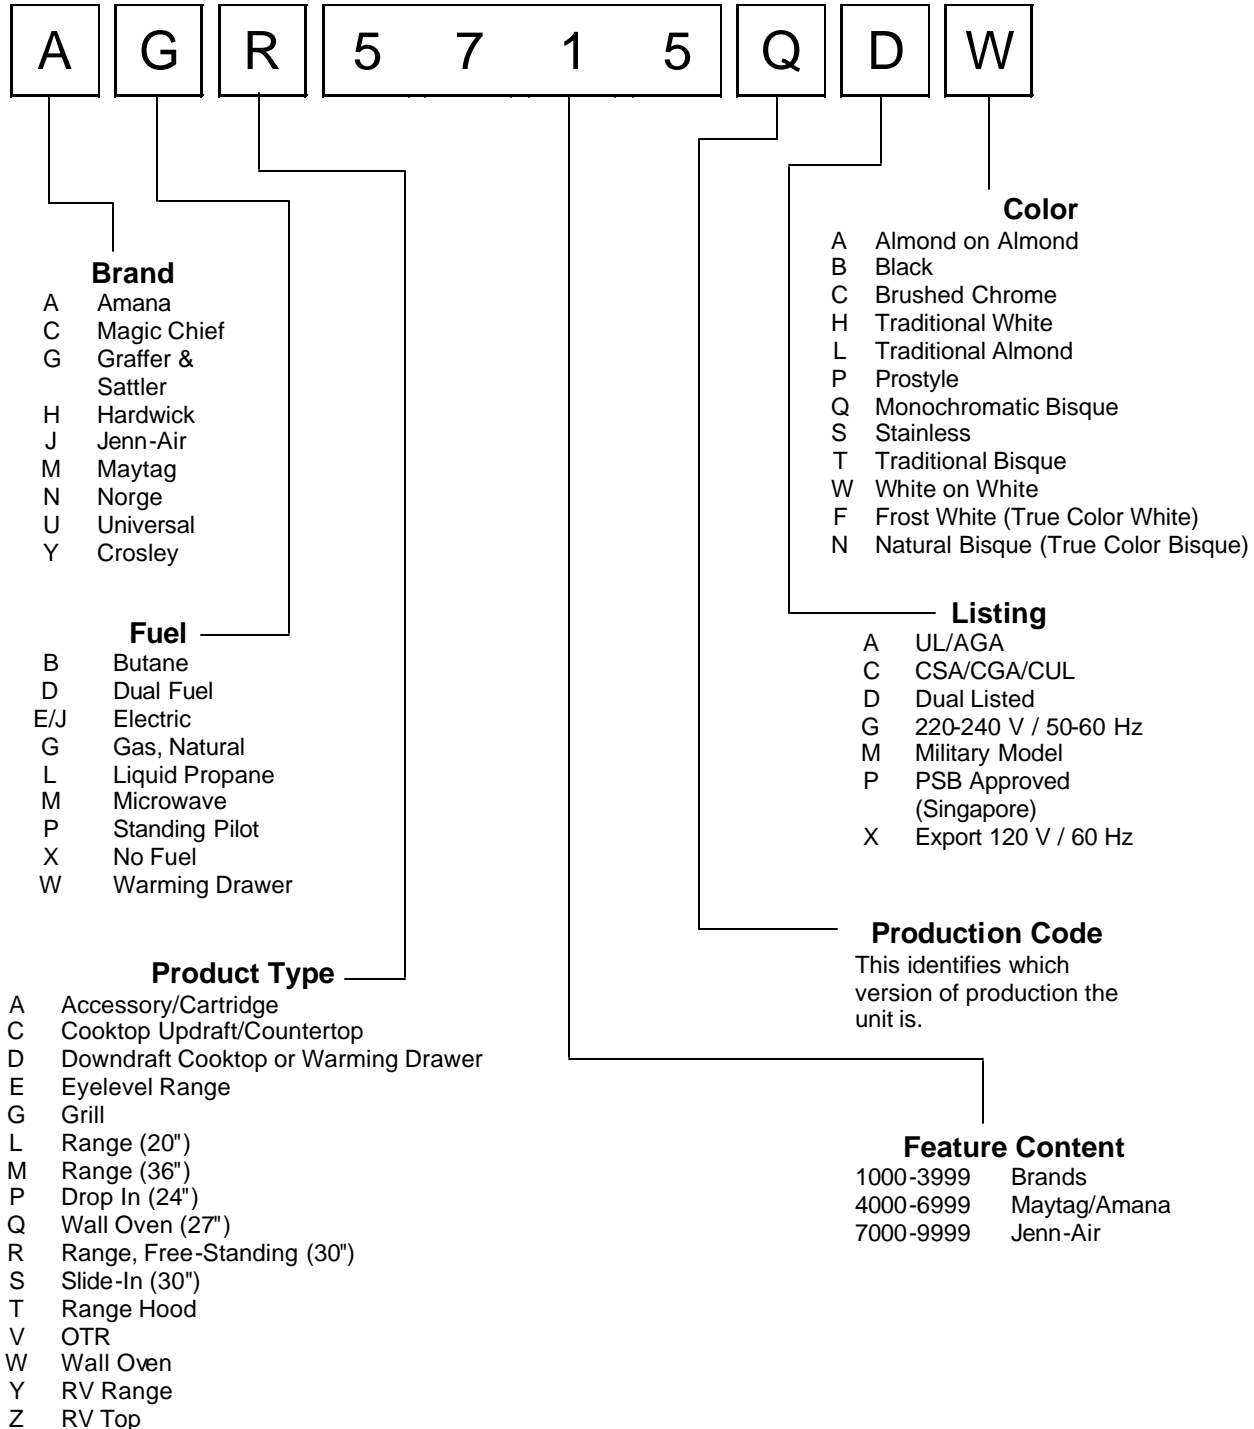 A G R 5 7 1 5 Q D W
Brand
A Amana
C Magic Chief
G Graffer &
Sattler
H Hardwick
J Jenn-Air
M Maytag
N Norge
U Universal
Y Crosley
Fuel
B Butane
D Dual Fuel
E/J Electric
G Gas, Natural
L Liquid Propane
M Microwave
P Standing Pilot
X No Fuel
W Warming Drawer
Product Type
A Accessory/Cartridge
C Cooktop Updraft/Countertop
D Downdraft Cooktop or Warming Drawer
E Eyelevel Range
G Grill
L Range (20")
M Range (36")
P Drop In (24")
Q Wall Oven (27")
R Range, Free-Standing (30")
S Slide-In (30")
T Range Hood
V OTR
W Wall Oven
Y RV Range
Z RV Top
Color
A Almond on Almond
B Black
C Brushed Chrome
H Traditional White
L Traditional Almond
P Prostyle
Q Monochromatic Bisque
S Stainless
T Traditional Bisque
W White on White
F Frost White (True Color White)
N Natural Bisque (True Color Bisque)
Listing
A UL/AGA
C CSA/CGA/CUL
D Dual Listed
G 220-240 V / 50-60 Hz
M Military Model
P PSB Approved
(Singapore)
X Export 120 V / 60 Hz
Production Code
This identifies which
version of production the
unit is.
Feature Content
1000-3999 Brands
4000-6999 Maytag/Amana
7000-9999 Jenn-Air